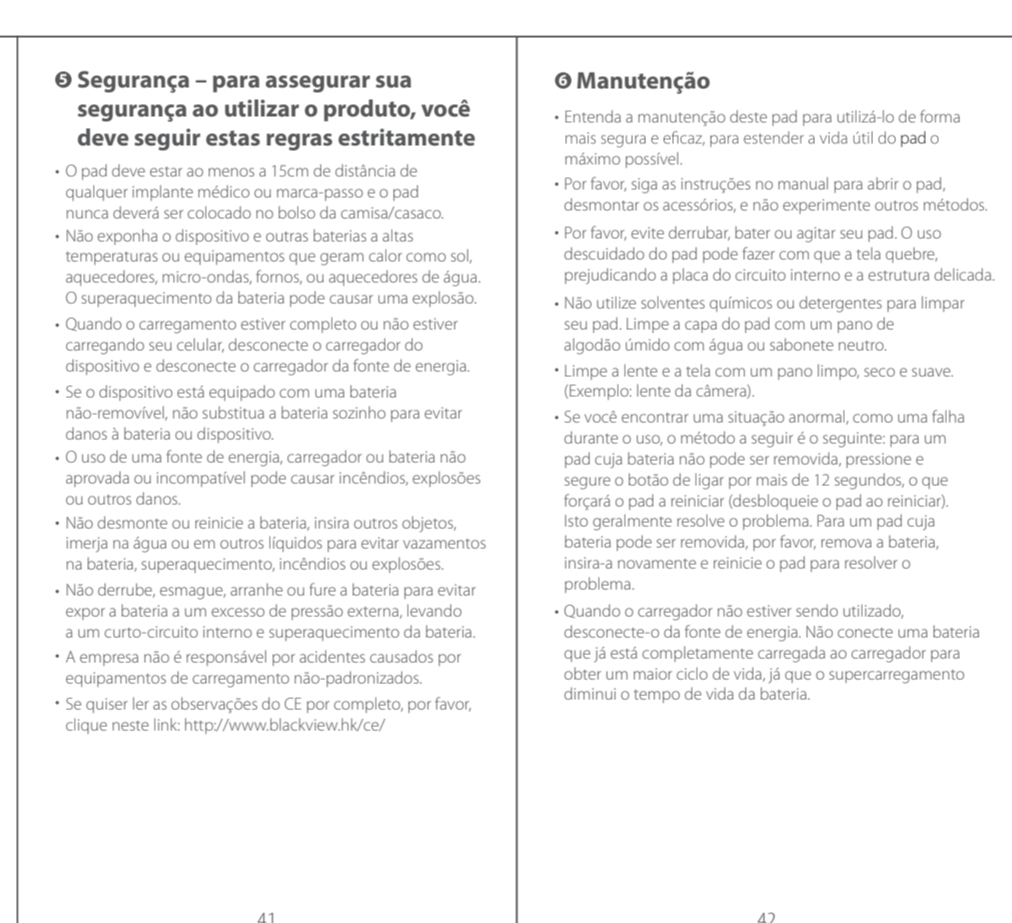 ❺ Segurança – para assegurar sua
segurança ao utilizar o produto, você
deve seguir estas regras estritamente
• O pad deve estar ao menos a 15cm de distância de
qualquer implante médico ou marca-passo e o pad
nunca deverá ser colocado no bolso da camisa/casaco.
• Não exponha o dispositivo e outras baterias a altas
temperaturas ou equipamentos que geram calor como sol,
aquecedores, micro-ondas, fornos, ou aquecedores de água.
O superaquecimento da bateria pode causar uma explosão.
• Quando o carregamento estiver completo ou não estiver
carregando seu celular, desconecte o carregador do
dispositivo e desconecte o carregador da fonte de energia.
• Se o dispositivo está equipado com uma bateria
não-removível, não substitua a bateria sozinho para evitar
danos à bateria ou dispositivo.
• O uso de uma fonte de energia, carregador ou bateria não
aprovada ou incompatível pode causar incêndios, explosões
ou outros danos.
• Não desmonte ou reinicie a bateria, insira outros objetos,
imerja na água ou em outros líquidos para evitar vazamentos
na bateria, superaquecimento, incêndios ou explosões.
• Não derrube, esmague, arranhe ou fure a bateria para evitar
expor a bateria a um excesso de pressão externa, levando
a um curto-circuito interno e superaquecimento da bateria.
• A empresa não é responsável por acidentes causados por
equipamentos de carregamento não-padronizados.
• Se quiser ler as observações do CE por completo, por favor,
clique neste link: http://www.blackview.hk/ce/
41
❻ Manutenção
• Entenda a manutenção deste pad para utilizá-lo de forma
mais segura e eficaz, para estender a vida útil do pad o
máximo possível.
• Por favor, siga as instruções no manual para abrir o pad,
desmontar os acessórios, e não experimente outros métodos.
• Por favor, evite derrubar, bater ou agitar seu pad. O uso
descuidado do pad pode fazer com que a tela quebre,
prejudicando a placa do circuito interno e a estrutura delicada.
• Não utilize solventes químicos ou detergentes para limpar
seu pad. Limpe a capa do pad com um pano de
algodão úmido com água ou sabonete neutro.
• Limpe a lente e a tela com um pano limpo, seco e suave.
(Exemplo: lente da câmera).
• Se você encontrar uma situação anormal, como uma falha
durante o uso, o método a seguir é o seguinte: para um
pad cuja bateria não pode ser removida, pressione e
segure o botão de ligar por mais de 12 segundos, o que
forçará o pad a reiniciar (desbloqueie o pad ao reiniciar).
Isto geralmente resolve o problema. Para um pad cuja
bateria pode ser removida, por favor, remova a bateria,
insira-a novamente e reinicie o pad para resolver o
problema.
• Quando o carregador não estiver sendo utilizado,
desconecte-o da fonte de energia. Não conecte uma bateria
que já está completamente carregada ao carregador para
obter um maior ciclo de vida, já que o supercarregamento
diminui o tempo de vida da bateria.
42